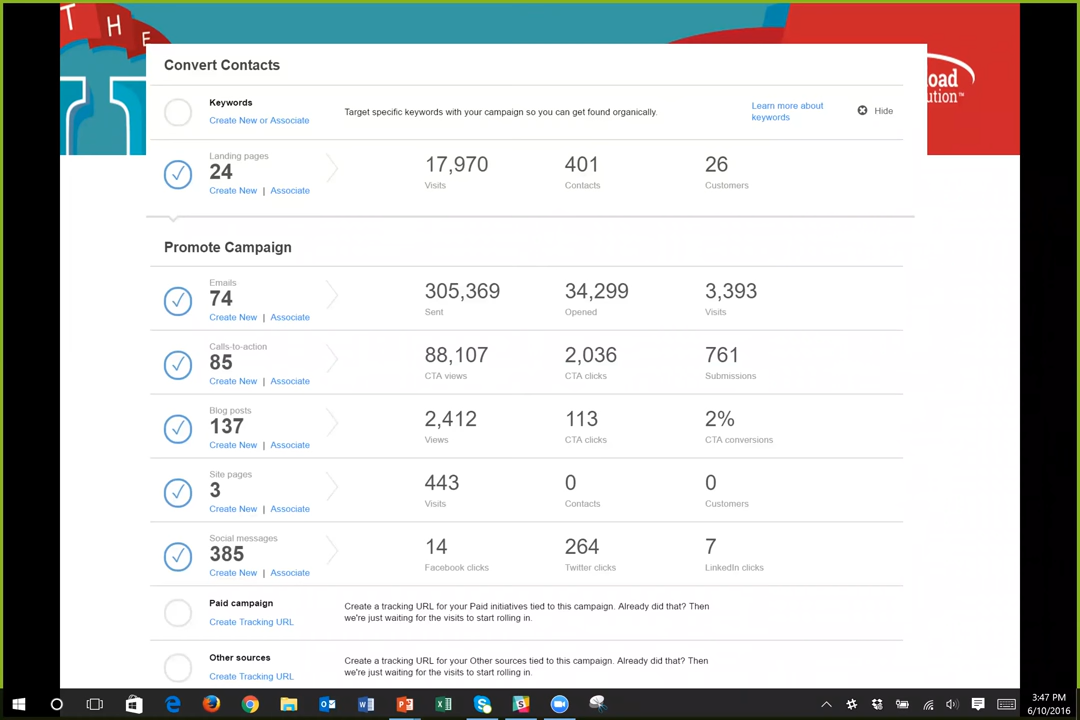 THE
Convert Contacts
Keywords
Create New or Associate
Target specific keywords with your campaign so you can get found organically.
Learn more about
keywords
Hide
Landing pages
24
Create New | Associate
17,970
Visits
401
Contacts
26
Customers
Promote Campaign
Emails
74
Create New | Associate
305,369
Sent
34,299
Opened
3,393
Visits
Calls-to-action
85
Create New | Associate
88,107
CTA views
2,036
CTA clicks
761
Submissions
Blog posts
137
Create New | Associate
2,412
Views
113
CTA clicks
2%
CTA conversions
Site pages
3
Create New | Associate
443
Visits
0
Contacts
0
Customers
Social messages
385
Create New | Associate
14
Facebook clicks
264
Twitter clicks
7
LinkedIn clicks
Paid campaign
Create Tracking URL
Create a tracking URL for your Paid initiatives tied to this campaign. Already did that? Then
we're just waiting for the visits to start rolling in.
Other sources
Create Tracking URL
Create a tracking URL for your Other sources tied to this campaign. Already did that? Then
we're just waiting for the visits to start rolling in.
3:47 PM
6/10/2016